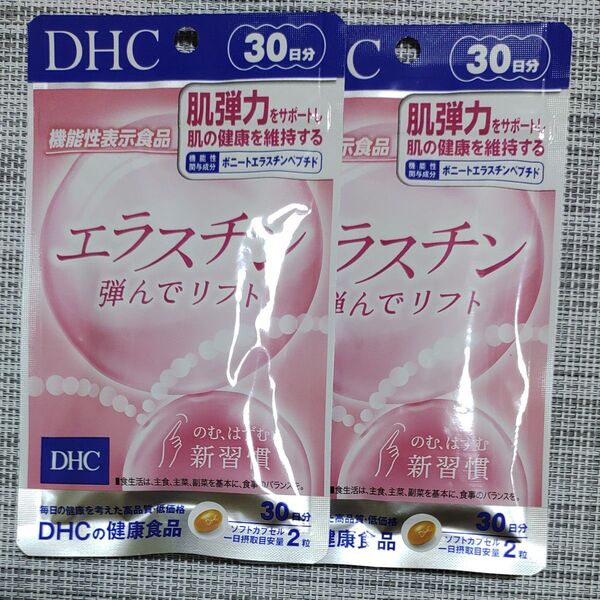 DHC
30日分
肌弾力をサポートし
肌の健康を維持する
機能性表示食品
機能性
関与成分
ボニートエラスチンペプチド
エラスチン
弾んでリフト
のむ、はずむ
新習慣
DHC
■食生活は、主食、主菜、副菜を基本に、食事のバランスを。
毎日の健康を考えた高品質・低価格
DHCの健康食品
30日分
ソフトカプセル
一日摂取目安量2粒
HC
30日分
肌弾力をサポートし
肌の健康を維持する
表示食品
機能性
関与成分
ボニートエラスチンペプチド
ラスチン
弾んでリフト
のむ、はずむ
新習慣
食生活は、主食、主菜、副菜を基本に、食事のバランスを。
考えた高品質・低価格
健康食品
30日分
ソフトカプセル
一日摂取目安量2粒